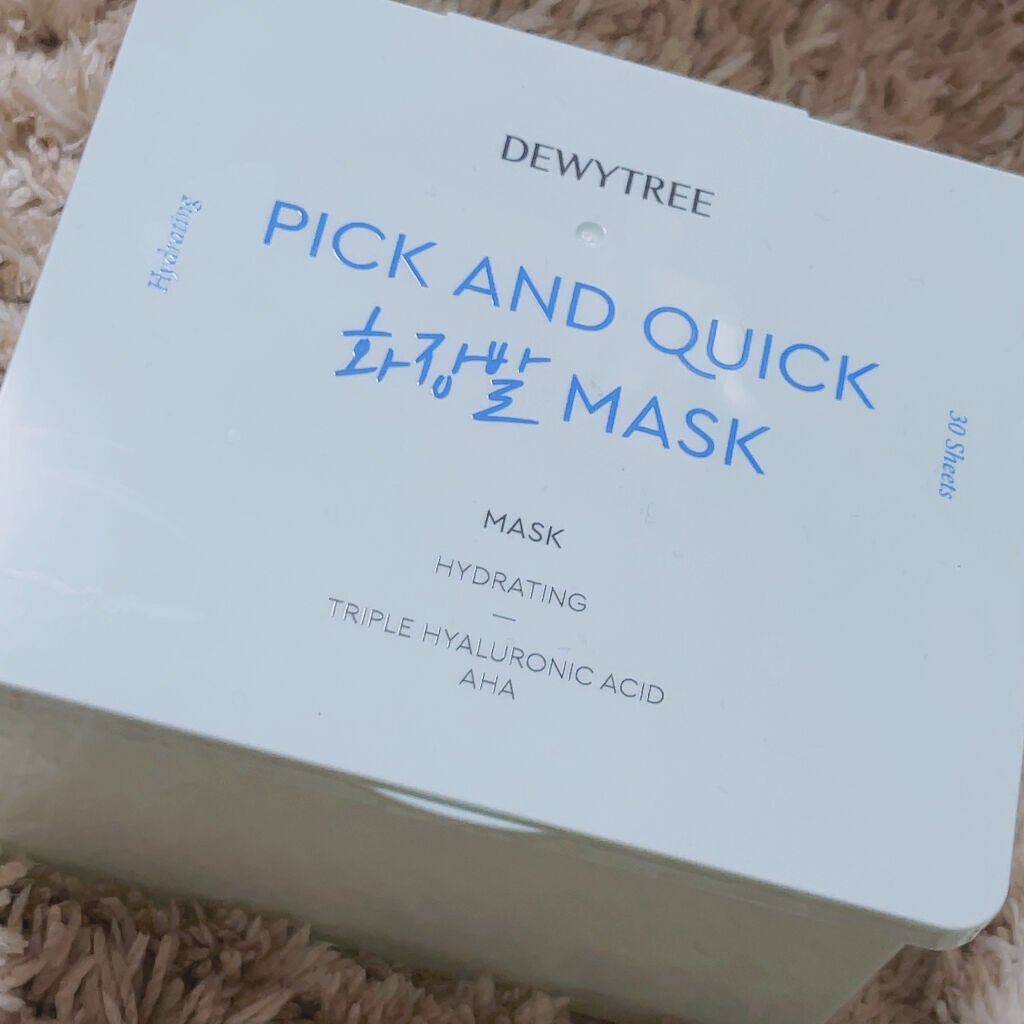 DEWYTREE
Hydrating
PICK AND QUICK
화장발 MASK
30 Sheets
MASK
HYDRATING
—
TRIPLE HYALURONIC ACID
AHA